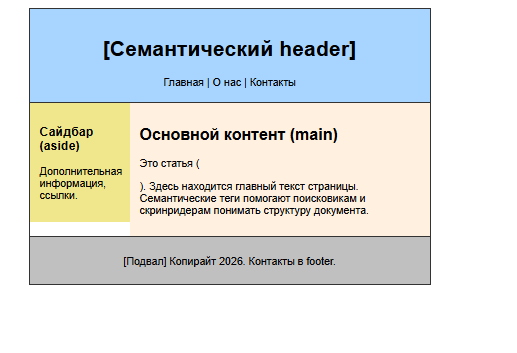 [Семантический header]
Главная | О нас | Контакты
Сайдбар
(aside)
Дополнительная
информация,
ссылки.
Основной контент (main)
Это статья (
). Здесь находится главный текст страницы.
Семантические теги помогают поисковикам и
скринридерам понимать структуру документа.
[Подвал] Копирайт 2026. Контакты в footer.